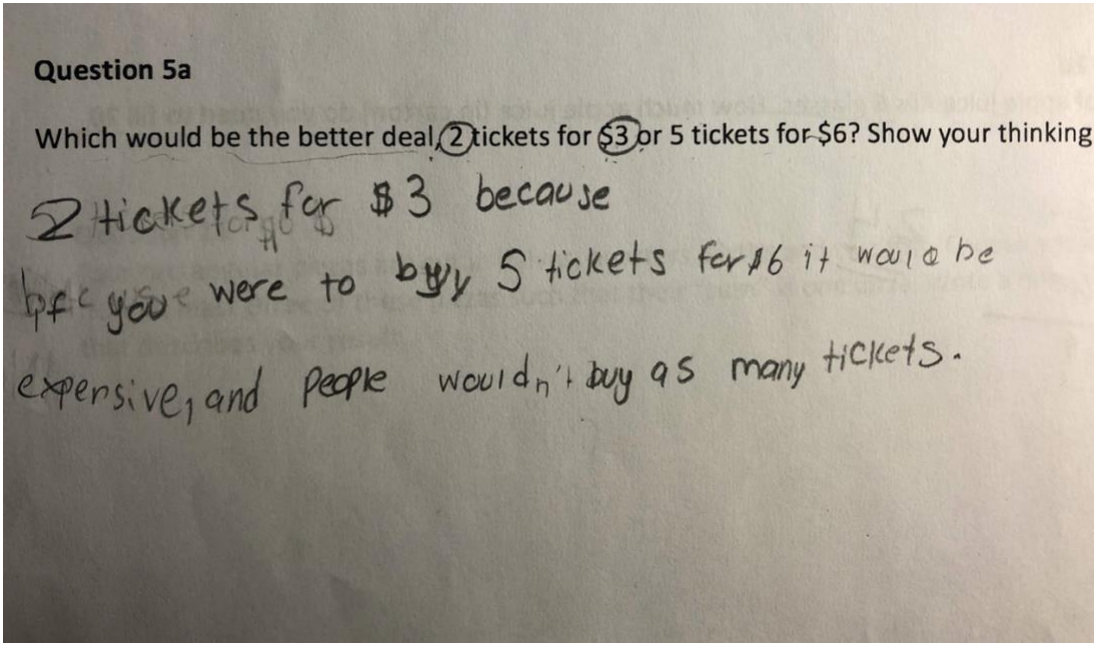 Question 5a
Which would be the better deal, 2 tickets for $3 or 5 tickets for $6? Show your thinking
2 tickets for $3 because
if you were to buy 5 tickets for $6 it would be
expensive, and people wouldn't buy as many tickets.